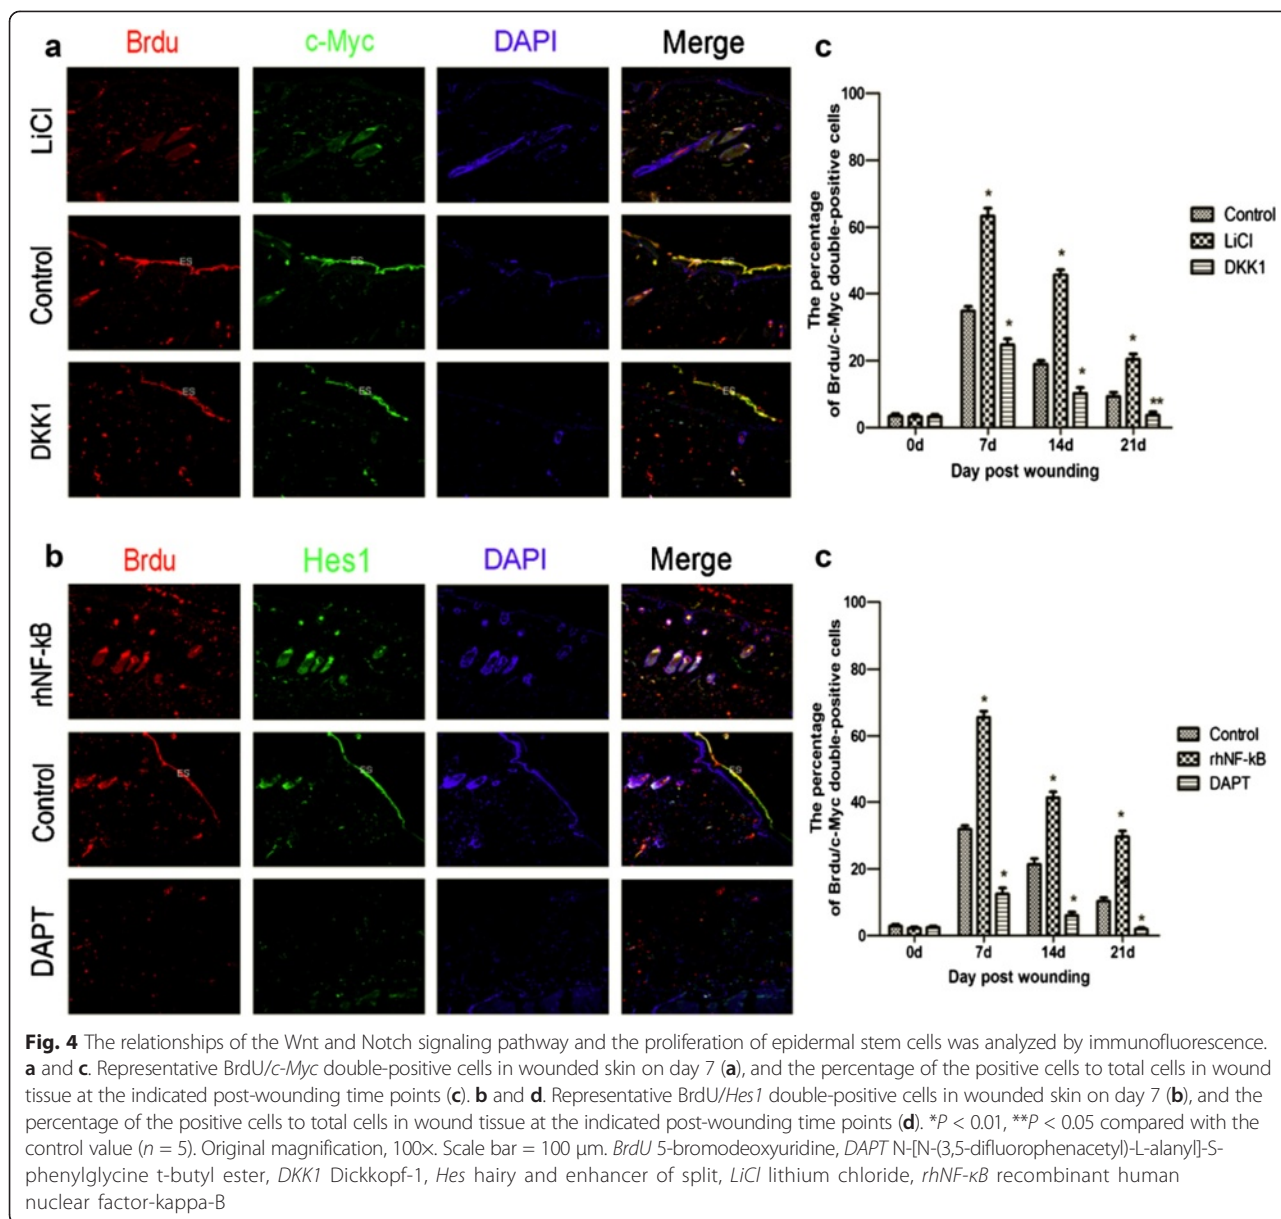 a Brdu c-Myc DAPI Merge
LiCl
Control
ES
ES
ES
DKK1
ES
ES
ES
c
The percentage
of Brdu/c-Myc double-positive cells
100
80
60
40
20
0
* * * * * * **
0d 7d 14d 21d
Day post wounding
Control
LiCl
DKK1
b Brdu Hes1 DAPI Merge
rhNF-kB
Control
ES
ES
ES
DAPT
c
The percentage
of Brdu/c-Myc double-positive cells
100
80
60
40
20
0
* * * * * *
0d 7d 14d 21d
Day post wounding
Control
rhNF-kB
DAPT
Fig. 4 The relationships of the Wnt and Notch signaling pathway and the proliferation of epidermal stem cells was analyzed by immunofluorescence.
a and c. Representative BrdU/c-Myc double-positive cells in wounded skin on day 7 (a), and the percentage of the positive cells to total cells in wound
tissue at the indicated post-wounding time points (c). b and d. Representative BrdU/Hes1 double-positive cells in wounded skin on day 7 (b), and the
percentage of the positive cells to total cells in wound tissue at the indicated post-wounding time points (d). *P < 0.01, **P < 0.05 compared with the
control value (n = 5). Original magnification, 100×. Scale bar = 100 μm. BrdU 5-bromodeoxyuridine, DAPT N-[N-(3,5-difluorophenacetyl)-L-alanyl]-S-
phenylglycine t-butyl ester, DKK1 Dickkopf-1, Hes hairy and enhancer of split, LiCl lithium chloride, rhNF-κB recombinant human
nuclear factor-kappa-B